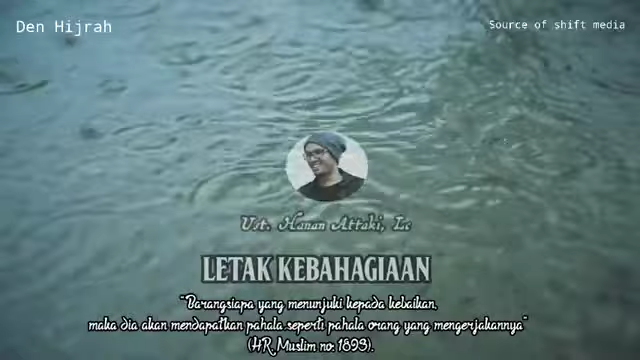 Den Hijrah
Source of shift media
Ust. Hanan Attaki, Lc
LETAK KEBAHAGIAAN
"Barangsiapa yang menunjuki kepada kebaikan,
maka dia akan mendapatkan pahala seperti pahala orang yang mengerjakannya"
(HR. Muslim no: 1893).